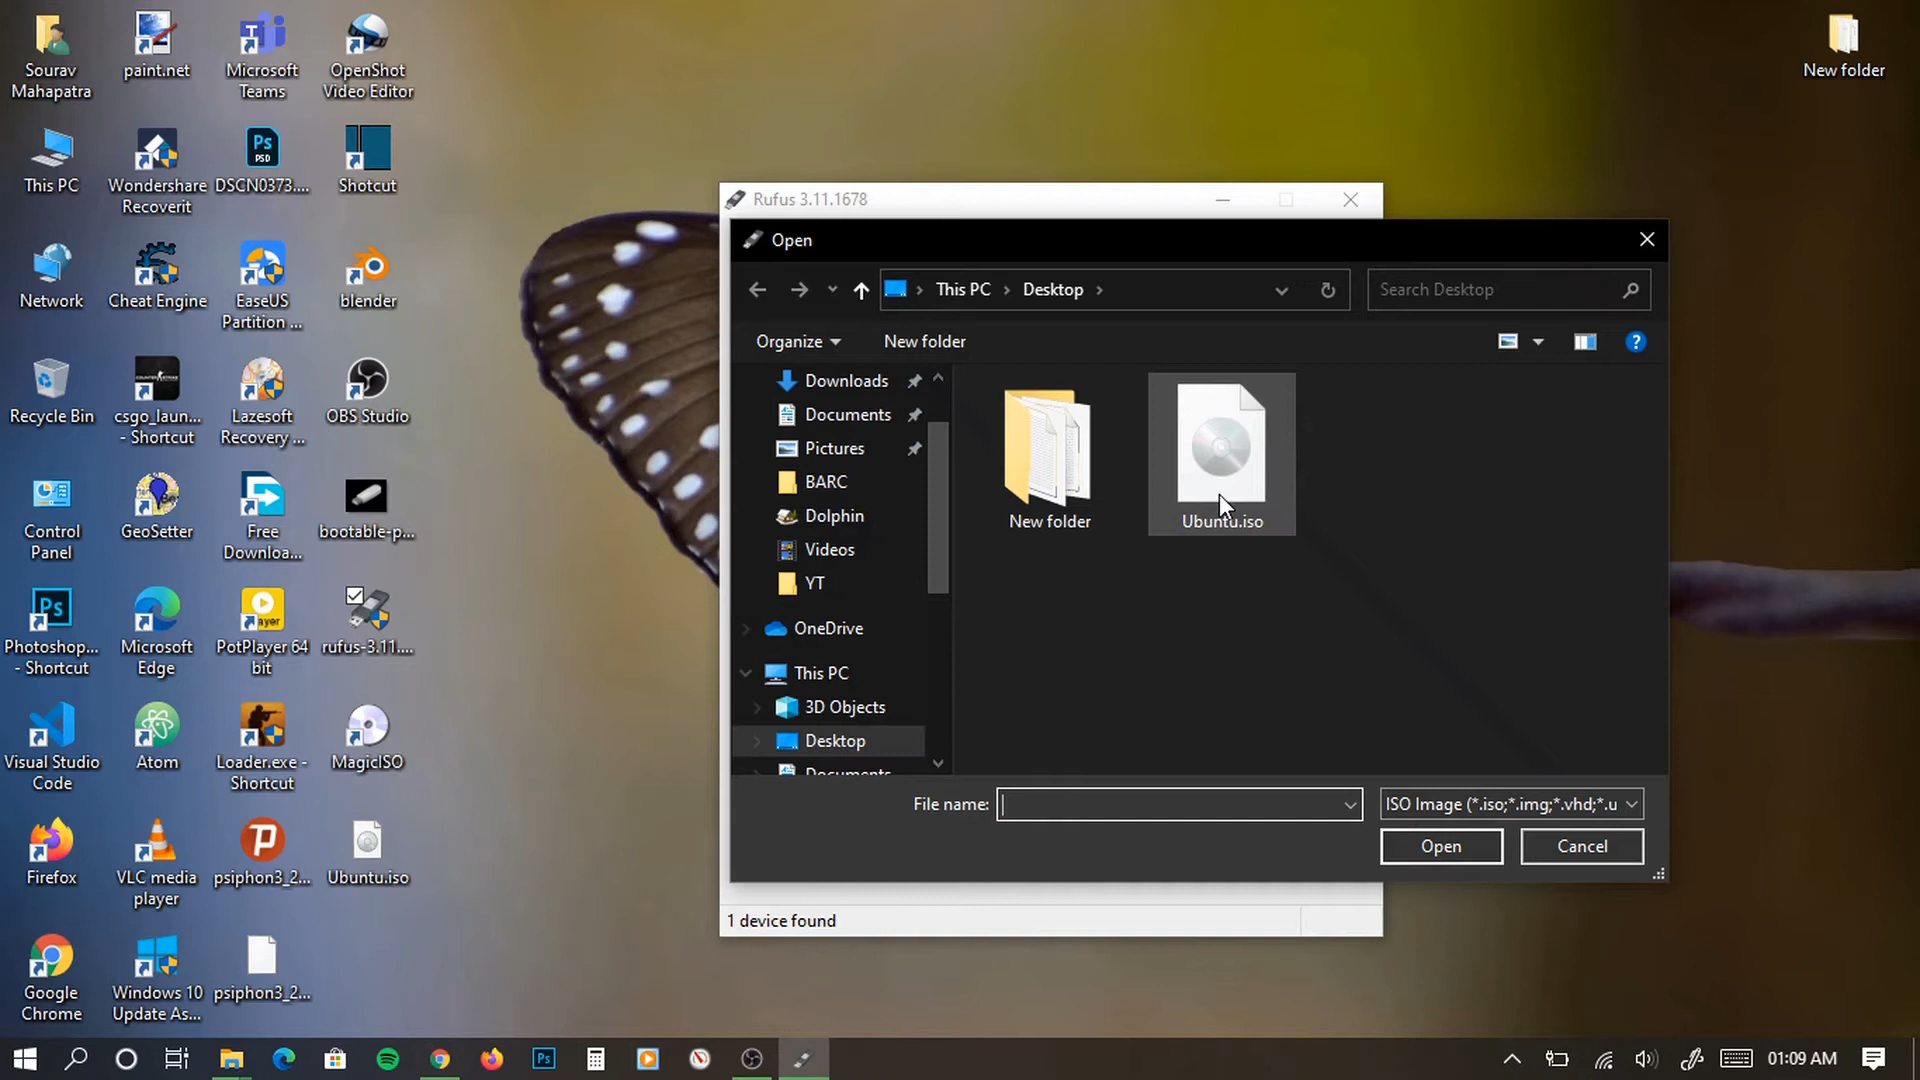 Sourav
Mahapatra
paint.net
Microsoft
Teams
OpenShot
Video Editor
New folder
This PC
Wondershare
Recoverit
Ps
PSD
DSCN0373....
Shotcut
Network
Cheat Engine
EaseUS
Partition ...
blender
Recycle Bin
csgo_laun...
- Shortcut
Lazesoft
Recovery ...
OBS Studio
Control
Panel
GeoSetter
Free
Downloa...
bootable-p...
Ps
Photoshop...
- Shortcut
Microsoft
Edge
PotPlayer 64
bit
rufus-3.11....
Visual Studio
Code
Atom
Loader.exe -
Shortcut
MagicISO
Firefox
VLC media
player
psiphon3_2...
Ubuntu.iso
Google
Chrome
Windows 10
Update As...
psiphon3_2...
Rufus 3.11.1678
Open
This PC
Desktop
Search Desktop
Organize
New folder
Downloads
Documents
Pictures
BARC
Dolphin
Videos
YT
OneDrive
This PC
3D Objects
Desktop
Documents
New folder
Ubuntu.iso
File name:
ISO Image (*.iso;*.img;*.vhd;*.u
Open
Cancel
1 device found
Ps
01:09 AM